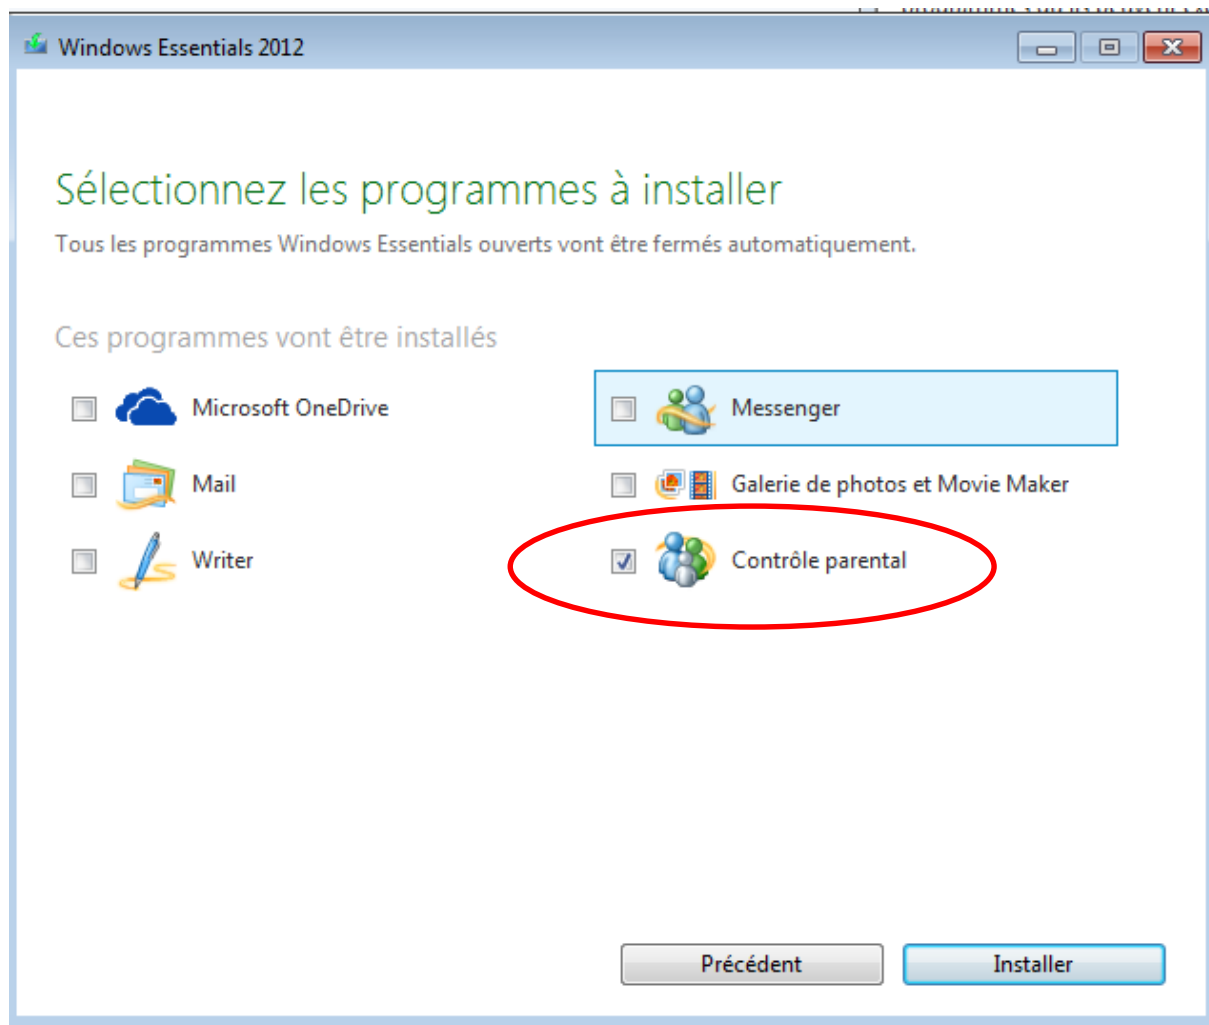 Windows Essentials 2012
Sélectionnez les programmes à installer
Tous les programmes Windows Essentials ouverts vont être fermés automatiquement.
Ces programmes vont être installés
Microsoft OneDrive
Messenger
Mail
Galerie de photos et Movie Maker
Writer
Contrôle parental
Précédent
Installer